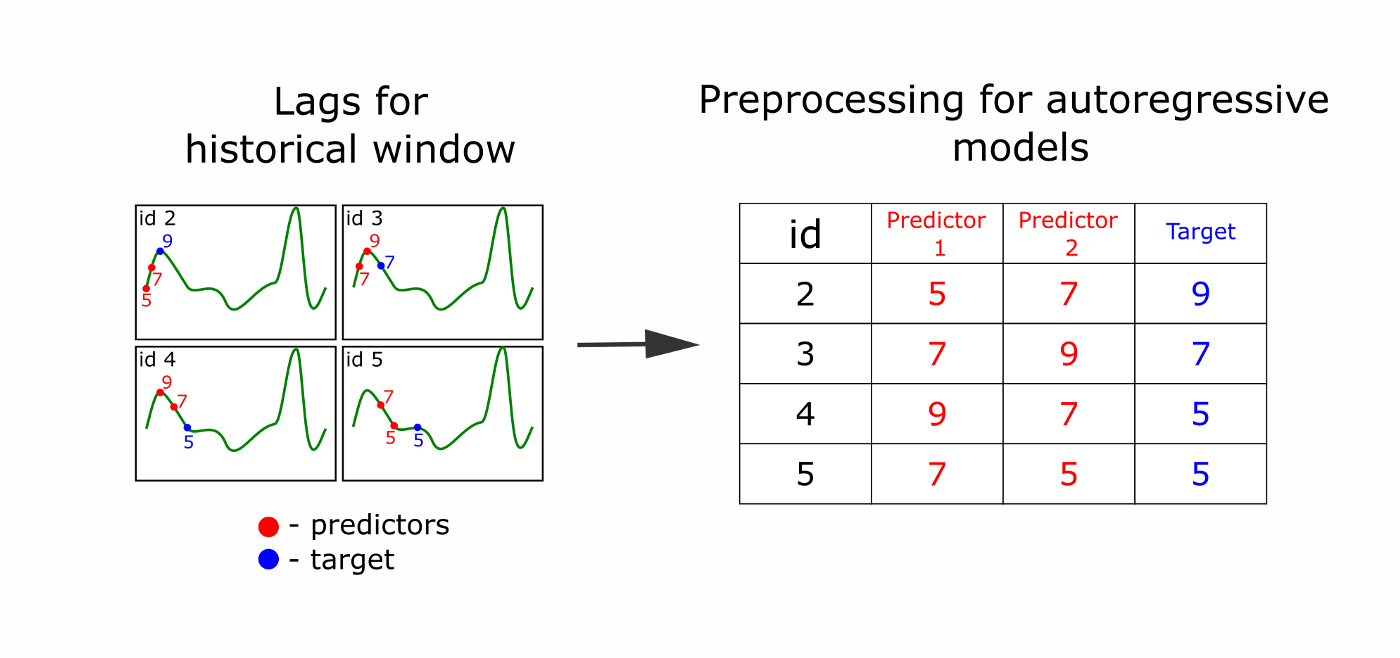 Lags for
historical window
id 2
9
7
5
id 3
9
7
7
id 4
9
7
5
id 5
7
5
5
- predictors
- target
Preprocessing for autoregressive
models
id Predictor 1 Predictor 2 Target
2 5 7 9
3 7 9 7
4 9 7 5
5 7 5 5